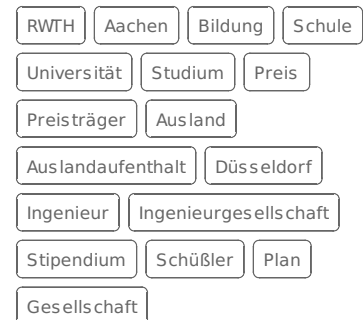 RWTH Aachen Bildung Schule
Universität Studium Preis
Preisträger Ausland
Auslandaufenthalt Düsseldorf
Ingenieur Ingenieurgesellschaft
Stipendium Schüßler Plan
Gesellschaft